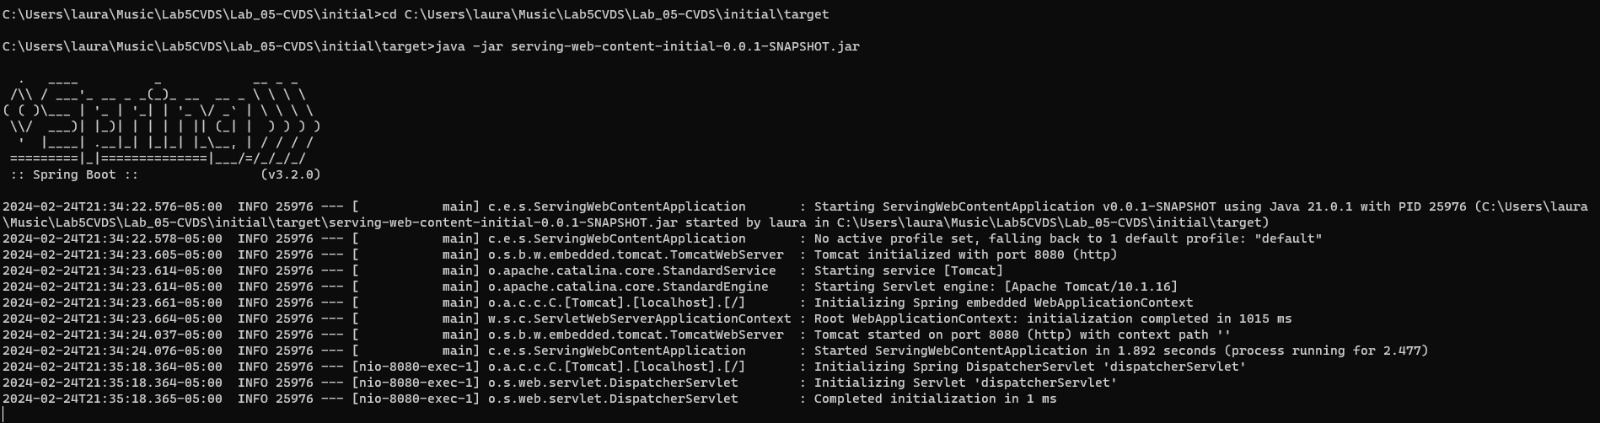 C:\Users\laura\Music\Lab5CVDS\Lab_05-CVDS\initial>cd C:\Users\laura\Music\Lab5CVDS\Lab_05-CVDS\initial\target
C:\Users\laura\Music\Lab5CVDS\Lab_05-CVDS\initial\target>java -jar serving-web-content-initial-0.0.1-SNAPSHOT.jar
  .   ____          _            __ _ _
 /\\ / ___'_ __ _ _(_)_ __  __ _ \ \ \ \
( ( )\___ | '_ | '_| | '_ \/ _` | \ \ \ \
 \\/  ___)| |_)| | | | | || (_| |  ) ) ) )
  '  |____| .__|_| |_|_| |_\__, | / / / /
 =========|_|==============|___/=/_/_/_/
 :: Spring Boot ::                (v3.2.0)
2024-02-24T21:34:22.576-05:00  INFO 25976 --- [           main] c.e.s.ServingWebContentApplication       : Starting ServingWebContentApplication v0.0.1-SNAPSHOT using Java 21.0.1 with PID 25976 (C:\Users\laura
\Music\Lab5CVDS\Lab_05-CVDS\initial\target\serving-web-content-initial-0.0.1-SNAPSHOT.jar started by laura in C:\Users\laura\Music\Lab5CVDS\Lab_05-CVDS\initial\target)
2024-02-24T21:34:22.578-05:00  INFO 25976 --- [           main] c.e.s.ServingWebContentApplication       : No active profile set, falling back to 1 default profile: "default"
2024-02-24T21:34:23.605-05:00  INFO 25976 --- [           main] o.s.b.w.embedded.tomcat.TomcatWebServer  : Tomcat initialized with port 8080 (http)
2024-02-24T21:34:23.614-05:00  INFO 25976 --- [           main] o.apache.catalina.core.StandardService   : Starting service [Tomcat]
2024-02-24T21:34:23.614-05:00  INFO 25976 --- [           main] o.apache.catalina.core.StandardEngine    : Starting Servlet engine: [Apache Tomcat/10.1.16]
2024-02-24T21:34:23.661-05:00  INFO 25976 --- [           main] o.a.c.c.C.[Tomcat].[localhost].[/]       : Initializing Spring embedded WebApplicationContext
2024-02-24T21:34:23.664-05:00  INFO 25976 --- [           main] w.s.c.ServletWebServerApplicationContext : Root WebApplicationContext: initialization completed in 1015 ms
2024-02-24T21:34:24.037-05:00  INFO 25976 --- [           main] o.s.b.w.embedded.tomcat.TomcatWebServer  : Tomcat started on port 8080 (http) with context path ''
2024-02-24T21:34:24.076-05:00  INFO 25976 --- [           main] c.e.s.ServingWebContentApplication       : Started ServingWebContentApplication in 1.892 seconds (process running for 2.477)
2024-02-24T21:35:18.364-05:00  INFO 25976 --- [nio-8080-exec-1] o.a.c.c.C.[Tomcat].[localhost].[/]       : Initializing Spring DispatcherServlet 'dispatcherServlet'
2024-02-24T21:35:18.364-05:00  INFO 25976 --- [nio-8080-exec-1] o.s.web.servlet.DispatcherServlet        : Initializing Servlet 'dispatcherServlet'
2024-02-24T21:35:18.365-05:00  INFO 25976 --- [nio-8080-exec-1] o.s.web.servlet.DispatcherServlet        : Completed initialization in 1 ms